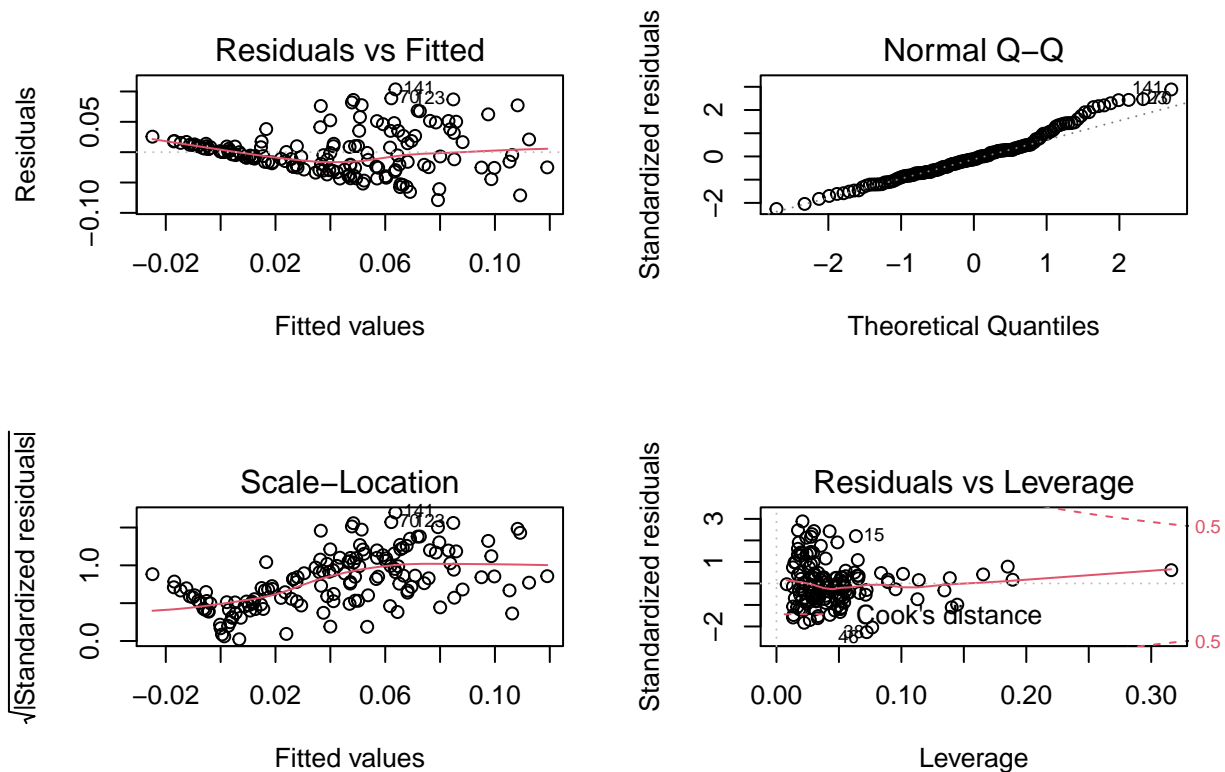 Residuals vs Fitted
Residuals
0.05
−0.10
−0.02 0.02 0.06 0.10
Fitted values
141
70 123
Normal Q−Q
Standardized residuals
2
0
−2
−2 −1 0 1 2
Theoretical Quantiles
141
Scale−Location
√|Standardized residuals|
1.0
0.0
−0.02 0.02 0.06 0.10
Fitted values
141
70 123
Residuals vs Leverage
Standardized residuals
3
1
−2
0.00 0.10 0.20 0.30
Leverage
15
Cook's distance
0.5
0.5